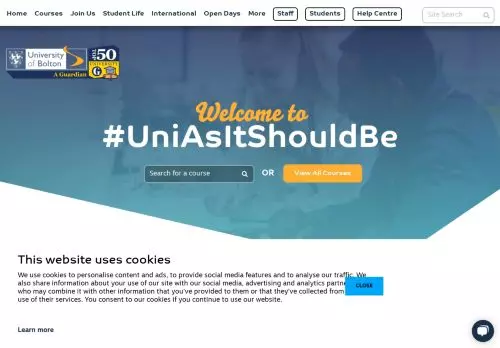 Home Courses Join Us Student Life International Open Days More Staff Students Help Centre Site Search
University
of Bolton
A Guardian
TOP 50
UNIVERSITY
G
Welcome to
#UniAsItShouldBe
Search for a course OR View All Courses
This website uses cookies
We use cookies to personalise content and ads, to provide social media features and to analyse our traffic. We
also share information about your use of our site with our social media, advertising and analytics
who may combine it with other information that you've provided to them or that they've collected from
use of their services. You consent to our cookies if you continue to use our website.
CLOSE
Learn more